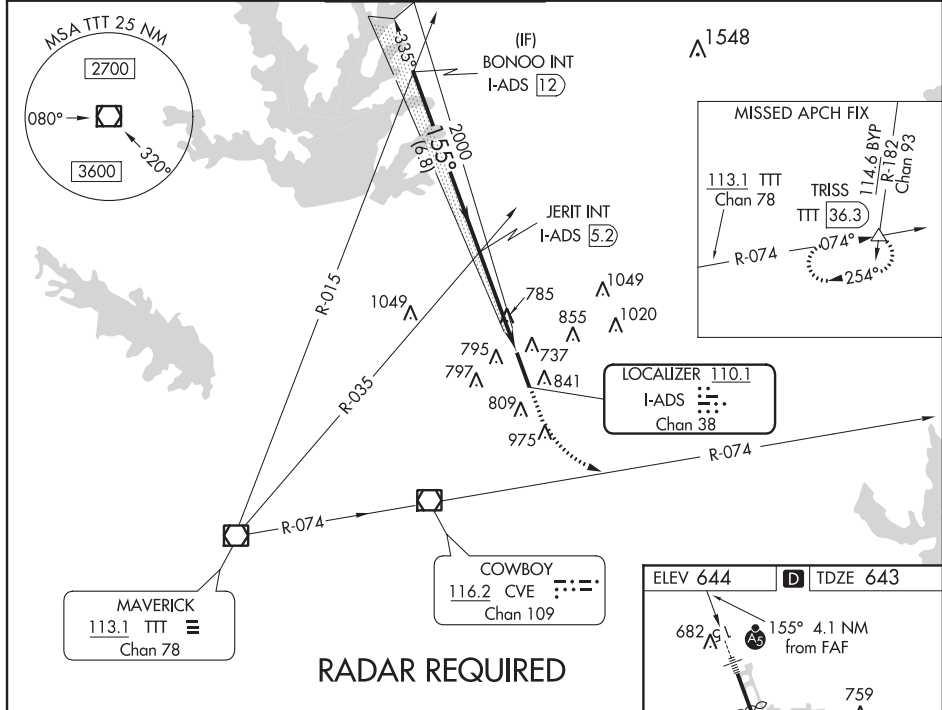 MSA TTT 25 NM
2700
080°
320°
3600
335°
(IF)
BONOO INT
I-ADS 12
1548
155°
2000
(6.8)
JERIT INT
I-ADS 5.2
MISSED APCH FIX
113.1 TTT
Chan 78
TRISS
TTT 36.3
114.6 BYP
R-182
Chan 93
R-074
074°
254°
R-015
R-035
1049
785
1049
855
1020
795
737
797
841
809
975
LOCALIZER 110.1
I-ADS
Chan 38
R-074
R-074
MAVERICK
113.1 TTT
Chan 78
COWBOY
116.2 CVE
Chan 109
RADAR REQUIRED
ELEV 644
D
TDZE 643
682
A5
155° 4.1 NM
from FAF
759